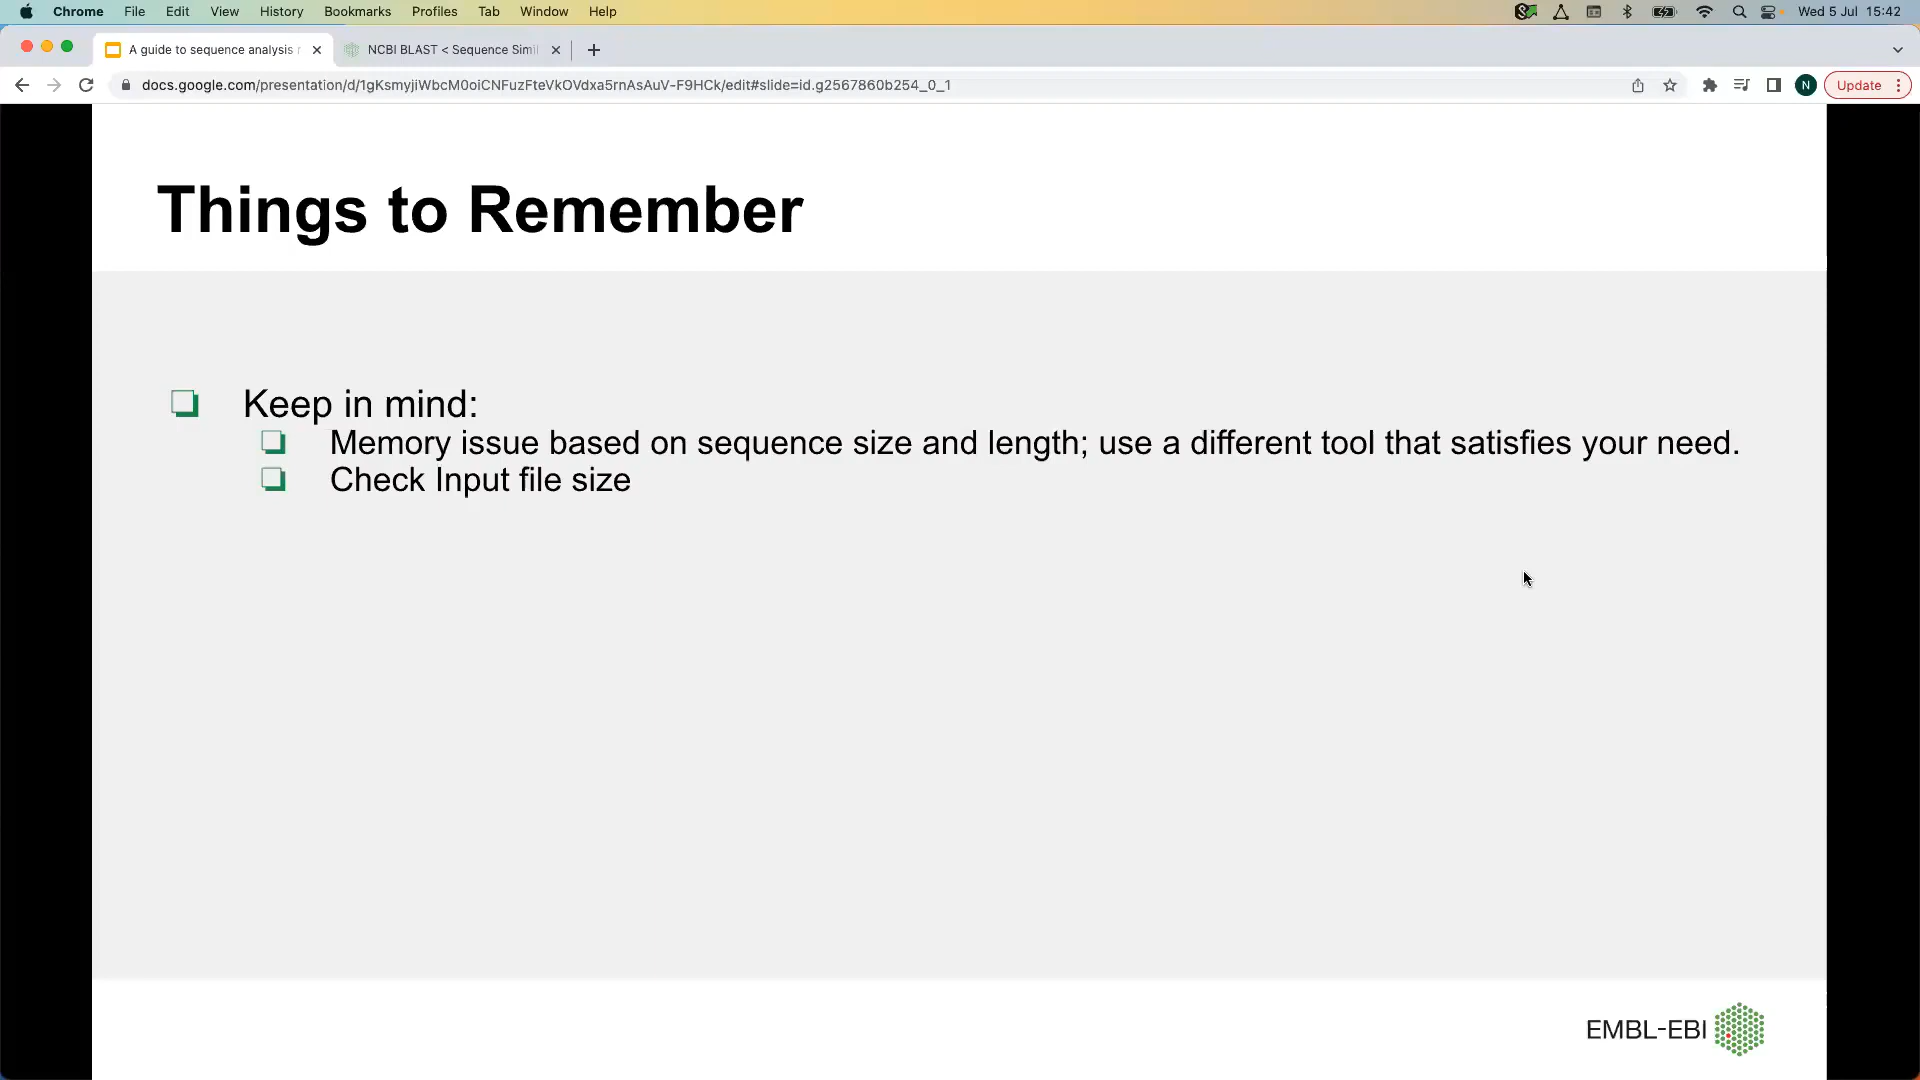 Chrome File Edit View History Bookmarks Profiles Tab Window Help Wed 5 Jul 15:42
A guide to sequence analysis NCBI BLAST < Sequence Simil
docs.google.com/presentation/d/1gKsmyjiWbcM0oiCNFuzFteVkOVdxa5rnAsAuV-F9HCk/edit#slide=id.g2567860b254_0_1 N Update
Things to Remember
Keep in mind:
Memory issue based on sequence size and length; use a different tool that satisfies your need.
Check Input file size
EMBL-EBI